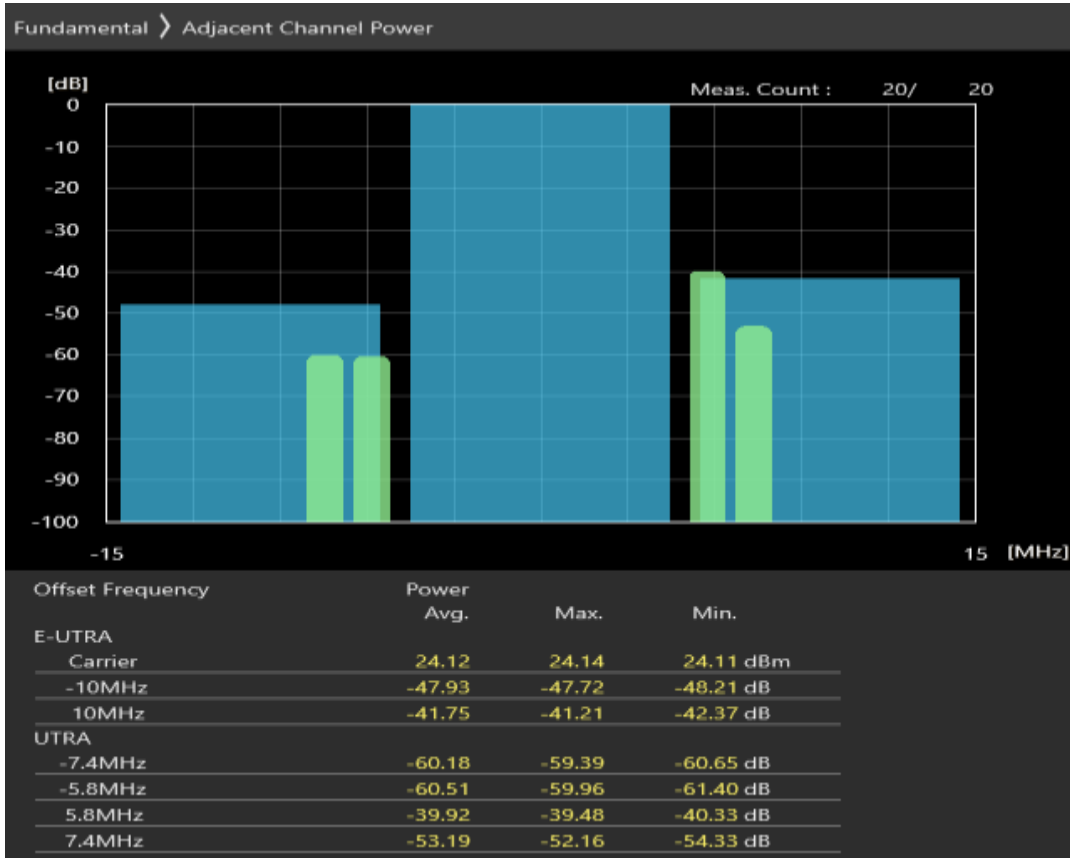 Fundamental 〉 Adjacent Channel Power
[dB]
Meas. Count : 20/ 20
0
-10
-20
-30
-40
-50
-60
-70
-80
-90
-100
-15 15 [MHz]
Offset Frequency Power
Avg. Max. Min.
E-UTRA
Carrier 24.12 24.14 24.11 dBm
-10MHz -47.93 -47.72 -48.21 dB
10MHz -41.75 -41.21 -42.37 dB
UTRA
-7.4MHz -60.18 -59.39 -60.65 dB
-5.8MHz -60.51 -59.96 -61.40 dB
5.8MHz -39.92 -39.48 -40.33 dB
7.4MHz -53.19 -52.16 -54.33 dB